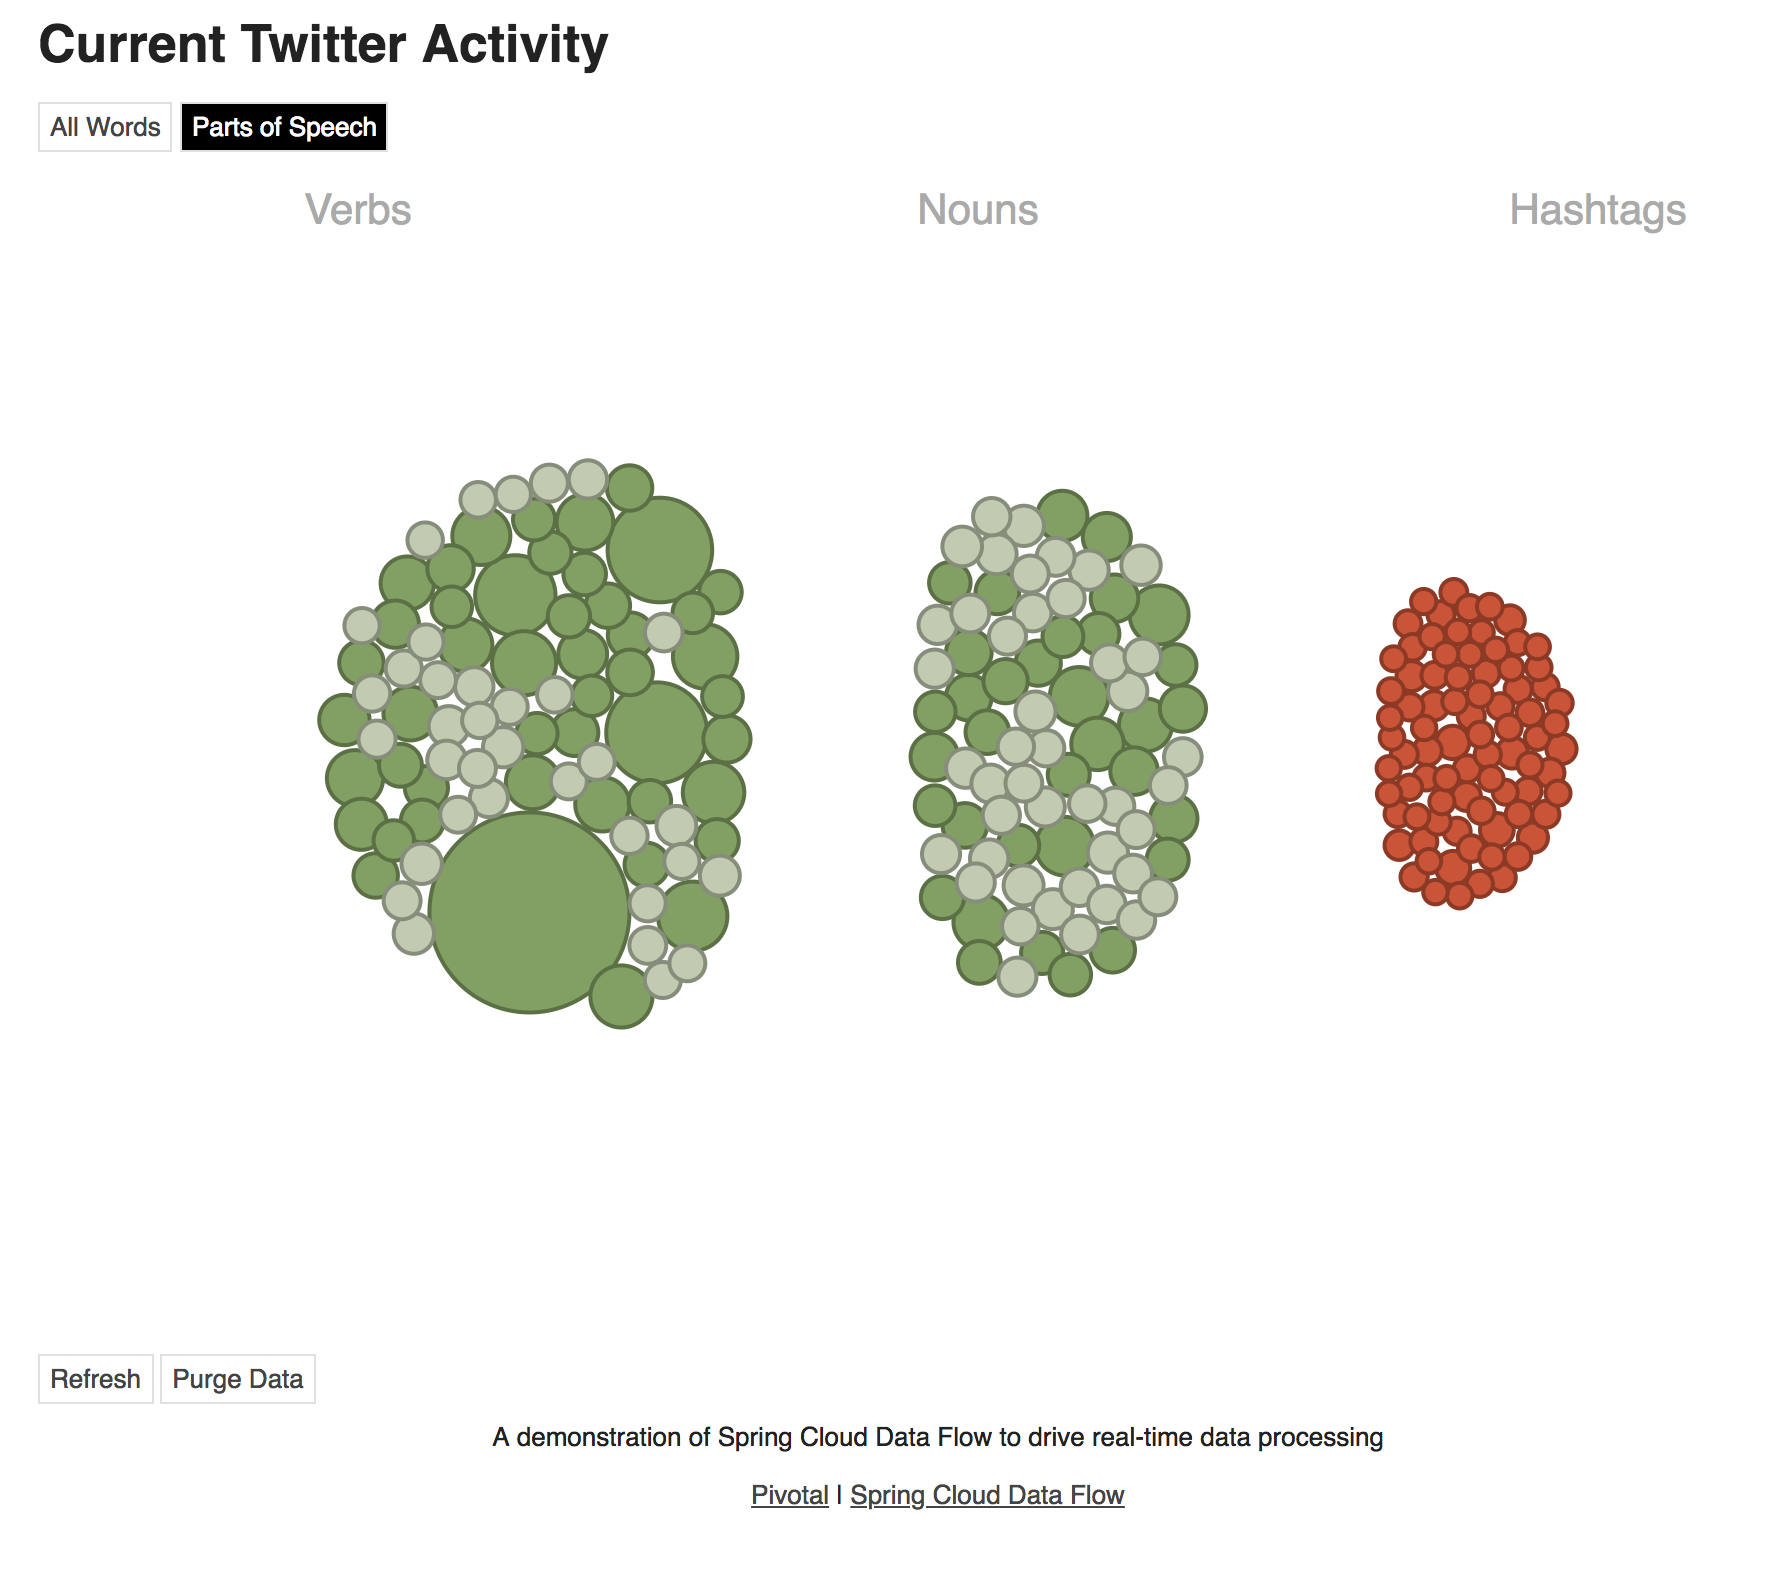 Current Twitter Activity
All Words Parts of Speech
Verbs Nouns Hashtags
Refresh Purge Data
A demonstration of Spring Cloud Data Flow to drive real-time data processing
Pivotal | Spring Cloud Data Flow